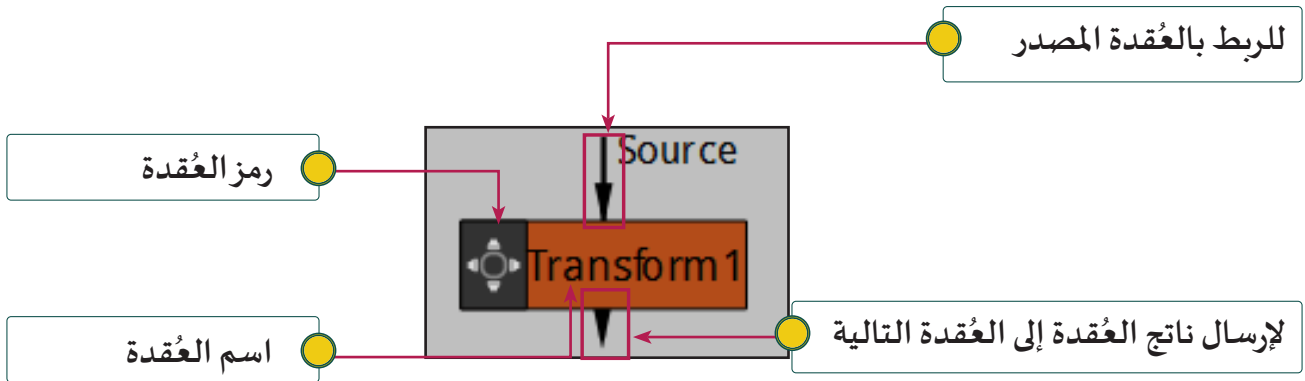 للربط بالعُقدة المصدر
Source
رمز العُقدة
Transform1
لإرسال ناتج العُقدة إلى العُقدة التالية
اسم العُقدة